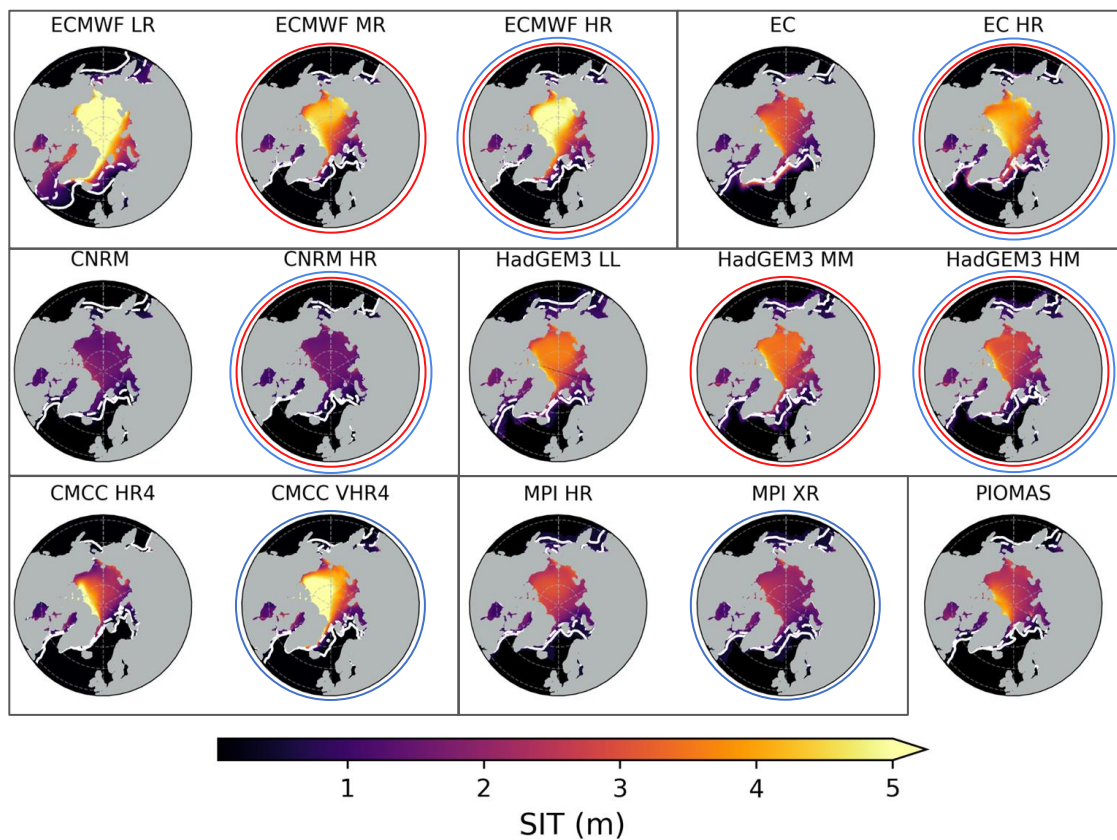 ECMWF LR ECMWF MR ECMWF HR EC EC HR
CNRM CNRM HR HadGEM3 LL HadGEM3 MM HadGEM3 HM
CMCC HR4 CMCC VHR4 MPI HR MPI XR PIOMAS
1 2 3 4 5
SIT (m)